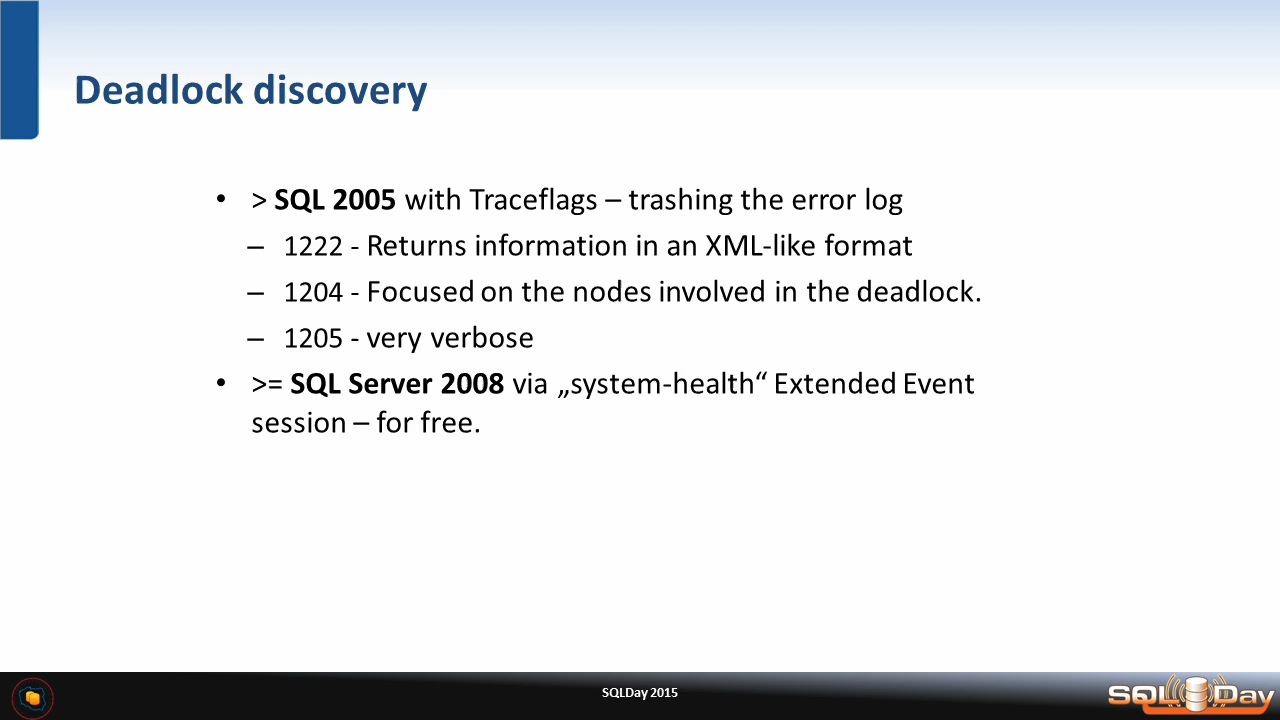 Deadlock discovery
• > SQL 2005 with Traceflags – trashing the error log
– 1222 - Returns information in an XML-like format
– 1204 - Focused on the nodes involved in the deadlock.
– 1205 - very verbose
• >= SQL Server 2008 via „system-health“ Extended Event
session – for free.
SQLDay 2015
SQL Day